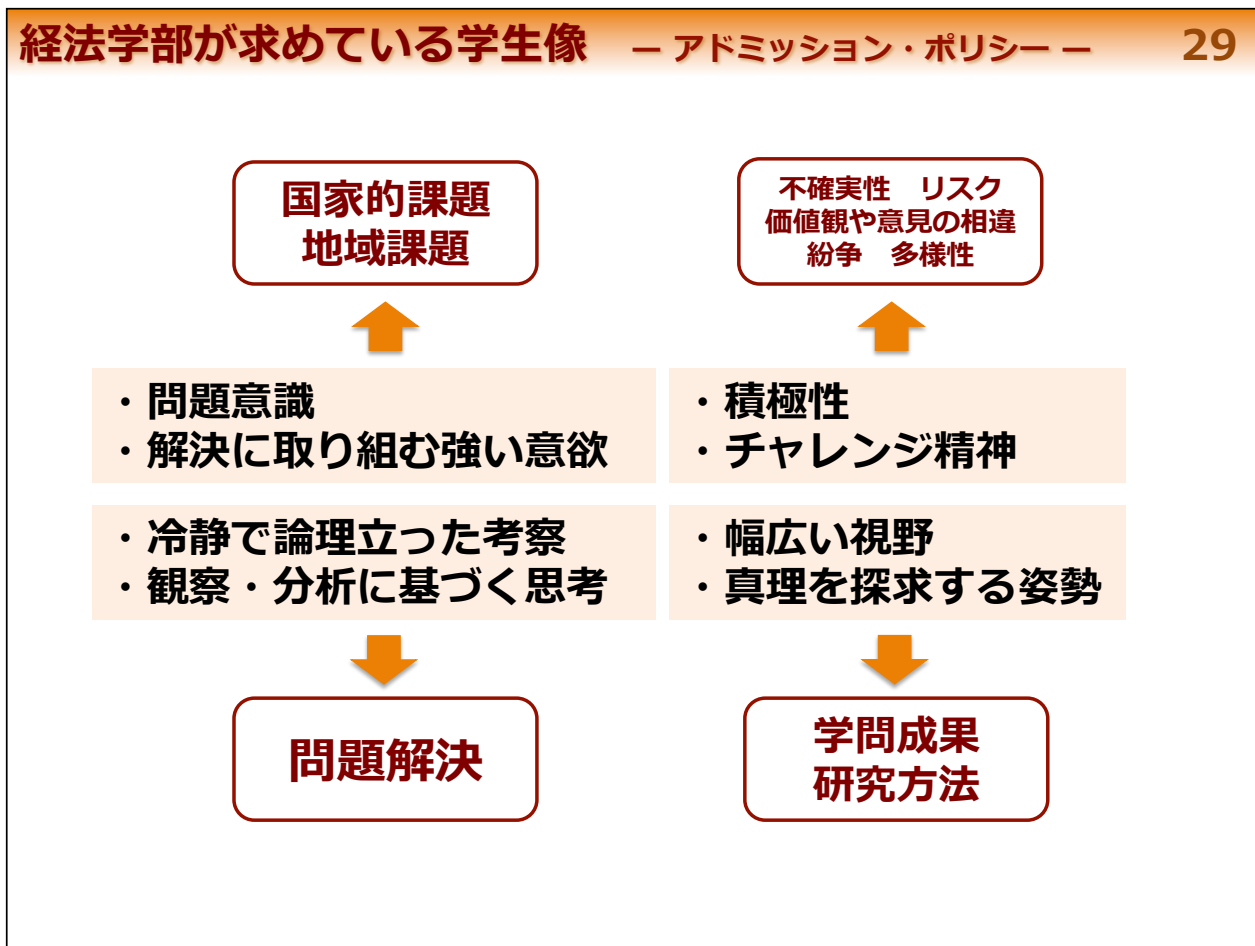 経法学部が求めている学生像 ー アドミッション・ポリシー ー 29
国家的課題
地域課題
不確実性　リスク
価値観や意見の相違
紛争　多様性
・問題意識
・解決に取り組む強い意欲
・積極性
・チャレンジ精神
・冷静で論理立った考察
・観察・分析に基づく思考
・幅広い視野
・真理を探求する姿勢
問題解決
学問成果
研究方法